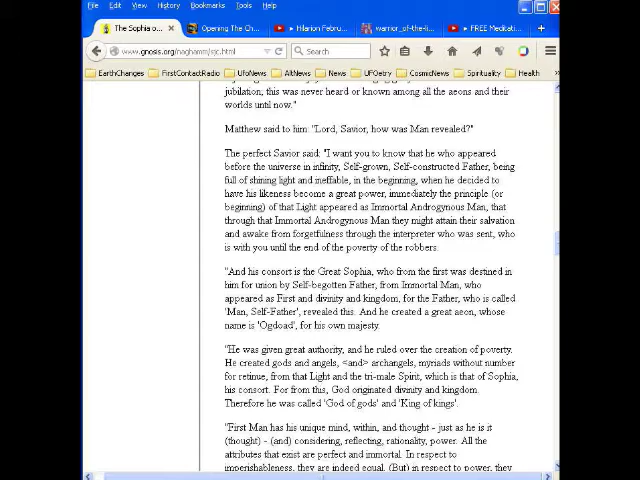 File Edit View History Bookmarks Tools Help
The Sophia o... Opening The Ch... Hilarion Februa... warrior_of-the-li... FREE Meditati...
www.gnosis.org/naghamm/sjc.html Search
EarthChanges FirstContactRadio UfoNews AltNews News UFOetry CosmicNews Spirituality Health
jubilation; this was never heard or known among all the aeons and their
worlds until now."
Matthew said to him: "Lord, Savior, how was Man revealed?"
The perfect Savior said: "I want you to know that he who appeared
before the universe in infinity, Self-grown, Self-constructed Father, being
full of shining light and ineffable, in the beginning, when he decided to
have his likeness become a great power, immediately the principle (or
beginning) of that Light appeared as Immortal Androgynous Man, that
through that Immortal Androgynous Man they might attain their salvation
and awake from forgetfulness through the interpreter who was sent, who
is with you until the end of the poverty of the robbers.
"And his consort is the Great Sophia, who from the first was destined in
him for union by Self-begotten Father, from Immortal Man, who
appeared as First and divinity and kingdom, for the Father, who is called
'Man, Self-Father', revealed this. And he created a great aeon, whose
name is 'Ogdoad', for his own majesty.
"He was given great authority, and he ruled over the creation of poverty.
He created gods and angels, <and> archangels, myriads without number
for retinue, from that Light and the tri-male Spirit, which is that of Sophia,
his consort. For from this, God originated divinity and kingdom.
Therefore he was called 'God of gods' and 'King of kings'.
"First Man has his unique mind, within, and thought - just as he is it
(thought) - (and) considering, reflecting, rationality, power. All the
attributes that exist are perfect and immortal. In respect to
imperishableness, they are indeed equal. (But) in respect to power, they